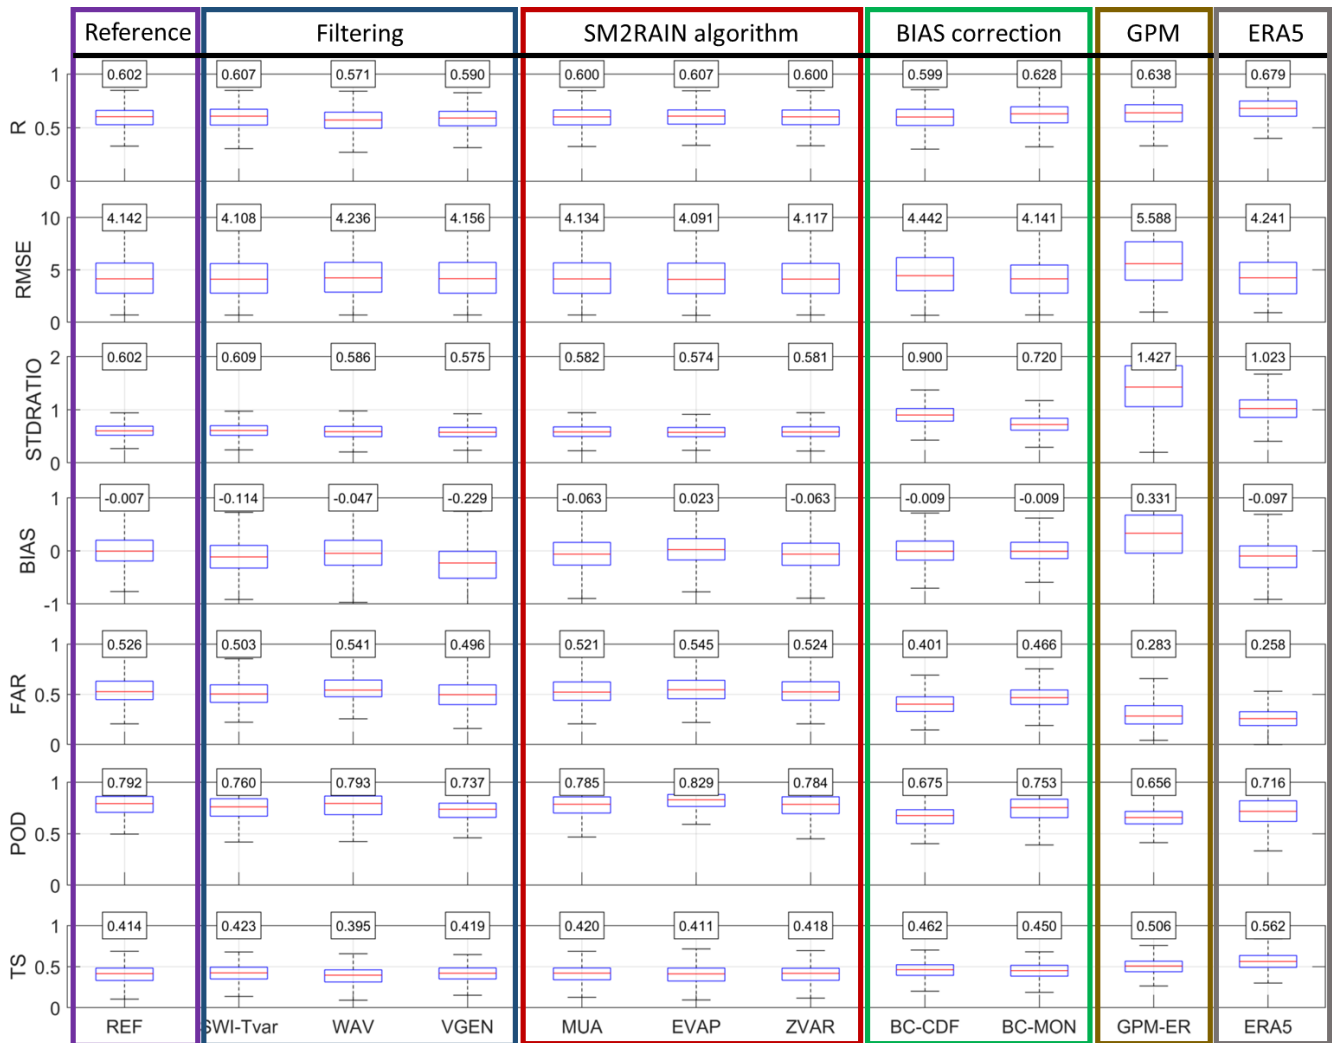 Reference Filtering SM2RAIN algorithm BIAS correction GPM ERA5
1 0.602 0.607 0.571 0.590 0.600 0.607 0.600 0.599 0.628 0.638 0.679
R
0.5
0
10 4.142 4.108 4.236 4.156 4.134 4.091 4.117 4.442 4.141 5.588 4.241
RMSE
5
0
2 0.602 0.609 0.586 0.575 0.582 0.574 0.581 0.900 0.720 1.427 1.023
STDRATIO
1
0
1 -0.007 -0.114 -0.047 -0.229 -0.063 0.023 -0.063 -0.009 -0.009 0.331 -0.097
BIAS
0
-1
1 0.526 0.503 0.541 0.496 0.521 0.545 0.524 0.401 0.466 0.283 0.258
FAR
0.5
0
1 0.792 0.760 0.793 0.737 0.785 0.829 0.784 0.675 0.753 0.656 0.716
POD
0.5
0
1 0.414 0.423 0.395 0.419 0.420 0.411 0.418 0.462 0.450 0.506 0.562
TS
0.5
0
REF SWI-Tvar WAV VGEN MUA EVAP ZVAR BC-CDF BC-MON GPM-ER ERA5